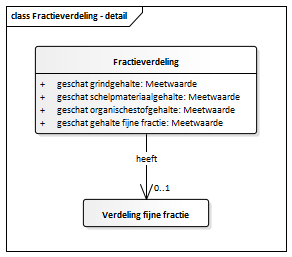 class Fractieverdeling - detail
Fractieverdeling
+ geschat grindgehalte: Meetwaarde
+ geschat schelpmateriaalgehalte: Meetwaarde
+ geschat organischestofgehalte: Meetwaarde
+ geschat gehalte fijne fractie: Meetwaarde
heeft
0..1
Verdeling fijne fractie